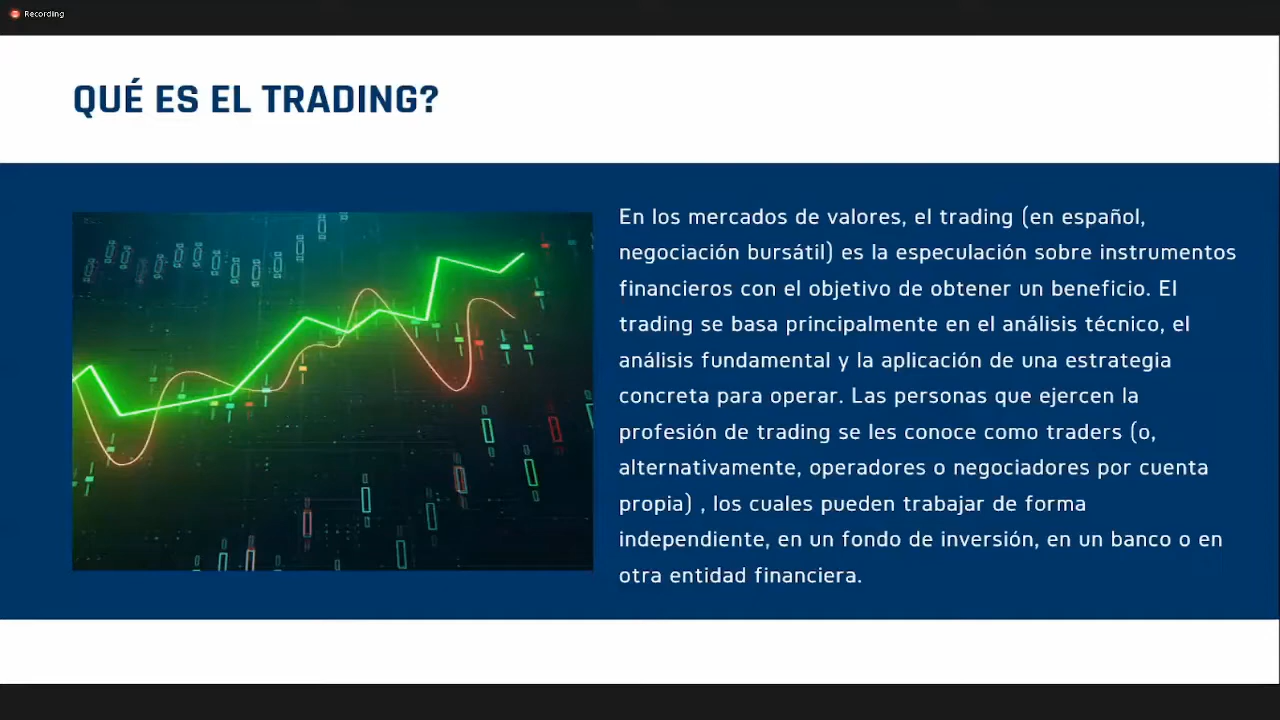 Recording
QUÉ ES EL TRADING?
En los mercados de valores, el trading (en español,
negociación bursátil) es la especulación sobre instrumentos
financieros con el objetivo de obtener un beneficio. El
trading se basa principalmente en el análisis técnico, el
análisis fundamental y la aplicación de una estrategia
concreta para operar. Las personas que ejercen la
profesión de trading se les conoce como traders (o,
alternativamente, operadores o negociadores por cuenta
propia) , los cuales pueden trabajar de forma
independiente, en un fondo de inversión, en un banco o en
otra entidad financiera.